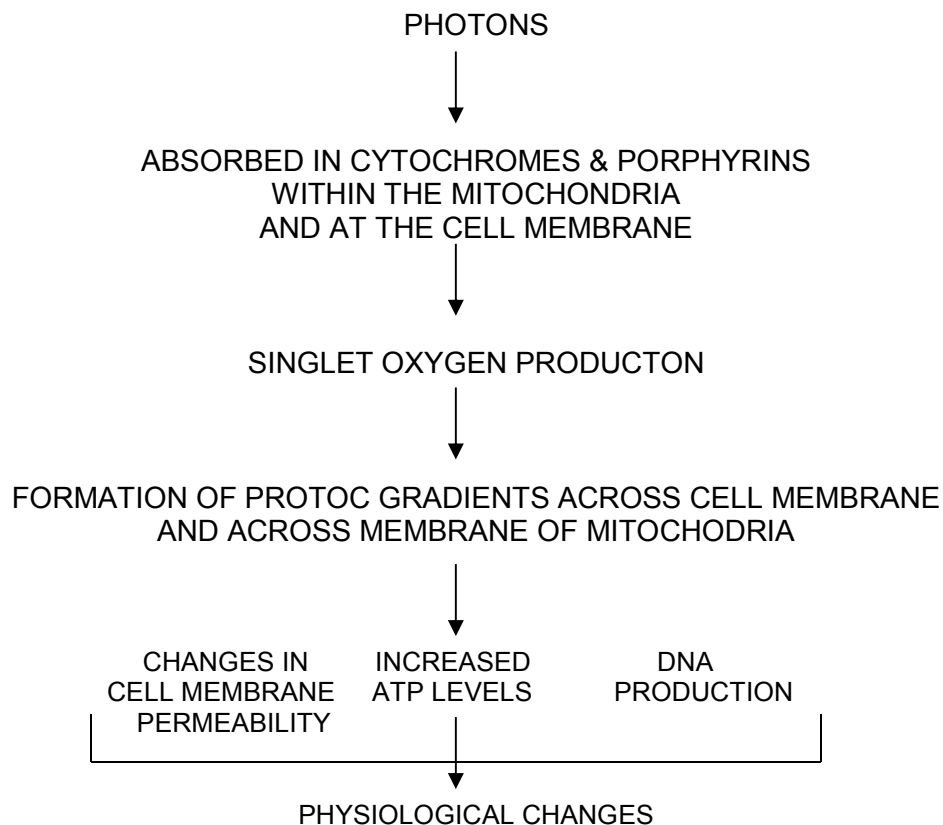 PHOTONS
ABSORBED IN CYTOCHROMES & PORPHYRINS
WITHIN THE MITOCHONDRIA
AND AT THE CELL MEMBRANE
SINGLET OXYGEN PRODUCTON
FORMATION OF PROTOC GRADIENTS ACROSS CELL MEMBRANE
AND ACROSS MEMBRANE OF MITOCHODRIA
CHANGES IN
CELL MEMBRANE
PERMEABILITY
INCREASED
ATP LEVELS
DNA
PRODUCTION
PHYSIOLOGICAL CHANGES